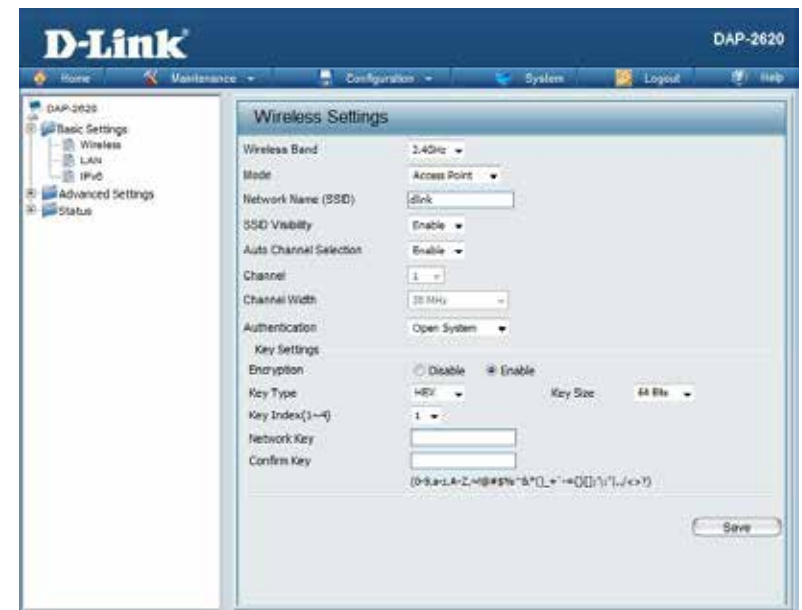 D-Link
DAP-2620
Home Maintenance Configuration System Logout Help
DAP-2620
Basic Settings
Wireless
LAN
IPv6
Advanced Settings
Status
Wireless Settings
Wireless Band 2.4GHz
Mode Access Point
Network Name (SSID) dlink
SSID Visibility Enable
Auto Channel Selection Enable
Channel 1
Channel Width 20 MHz
Authentication Open System
Key Settings
Encryption Disable Enable
Key Type HEX Key Size 64 Bits
Key Index(1~4) 1
Network Key
Confirm Key
Save